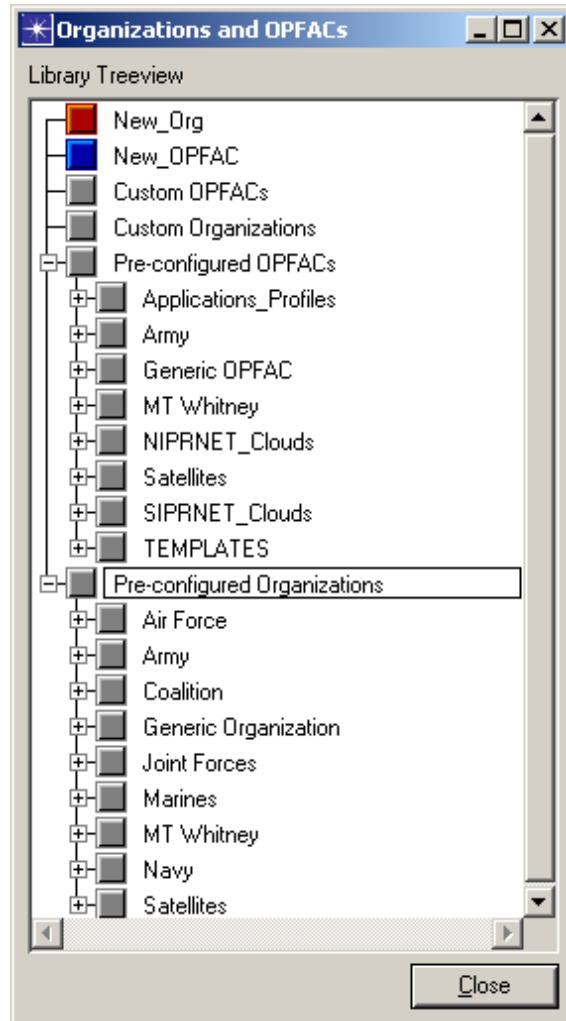 Organizations and OPFACs
Library Treeview
New_Org
New_OPFAC
Custom OPFACs
Custom Organizations
Pre-configured OPFACs
Applications_Profiles
Army
Generic OPFAC
MT Whitney
NIPRNET_Clouds
Satellites
SIPRNET_Clouds
TEMPLATES
Pre-configured Organizations
Air Force
Army
Coalition
Generic Organization
Joint Forces
Marines
MT Whitney
Navy
Satellites
Close